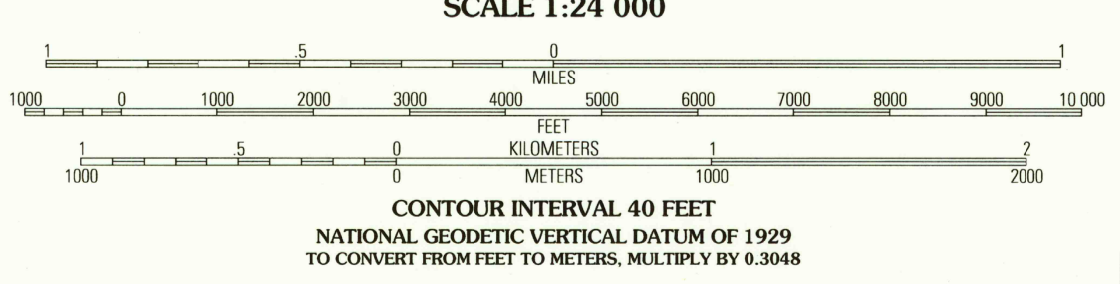 SCALE 1:24 000
1 .5 0 1
MILES
1000 0 1000 2000 3000 4000 5000 6000 7000 8000 9000 10 000
FEET
1 .5 0 KILOMETERS 1 2
1000 0 METERS 1000 2000
CONTOUR INTERVAL 40 FEET
NATIONAL GEODETIC VERTICAL DATUM OF 1929
TO CONVERT FROM FEET TO METERS, MULTIPLY BY 0.3048